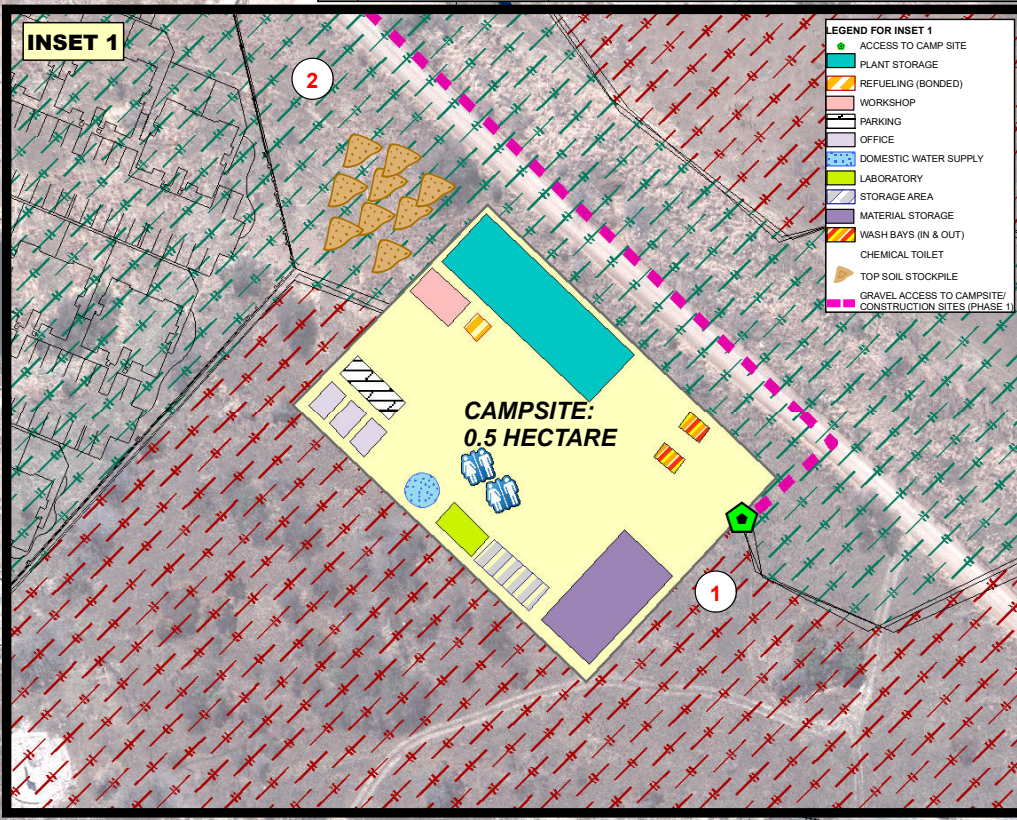 INSET 1
2
LEGEND FOR INSET 1
ACCESS TO CAMP SITE
PLANT STORAGE
REFUELING (BONDED)
WORKSHOP
PARKING
OFFICE
DOMESTIC WATER SUPPLY
LABORATORY
STORAGE AREA
MATERIAL STORAGE
WASH BAYS (IN & OUT)
CHEMICAL TOILET
TOP SOIL STOCKPILE
GRAVEL ACCESS TO CAMPSITE/
CONSTRUCTION SITES (PHASE 1)
CAMPSITE:
0.5 HECTARE
1